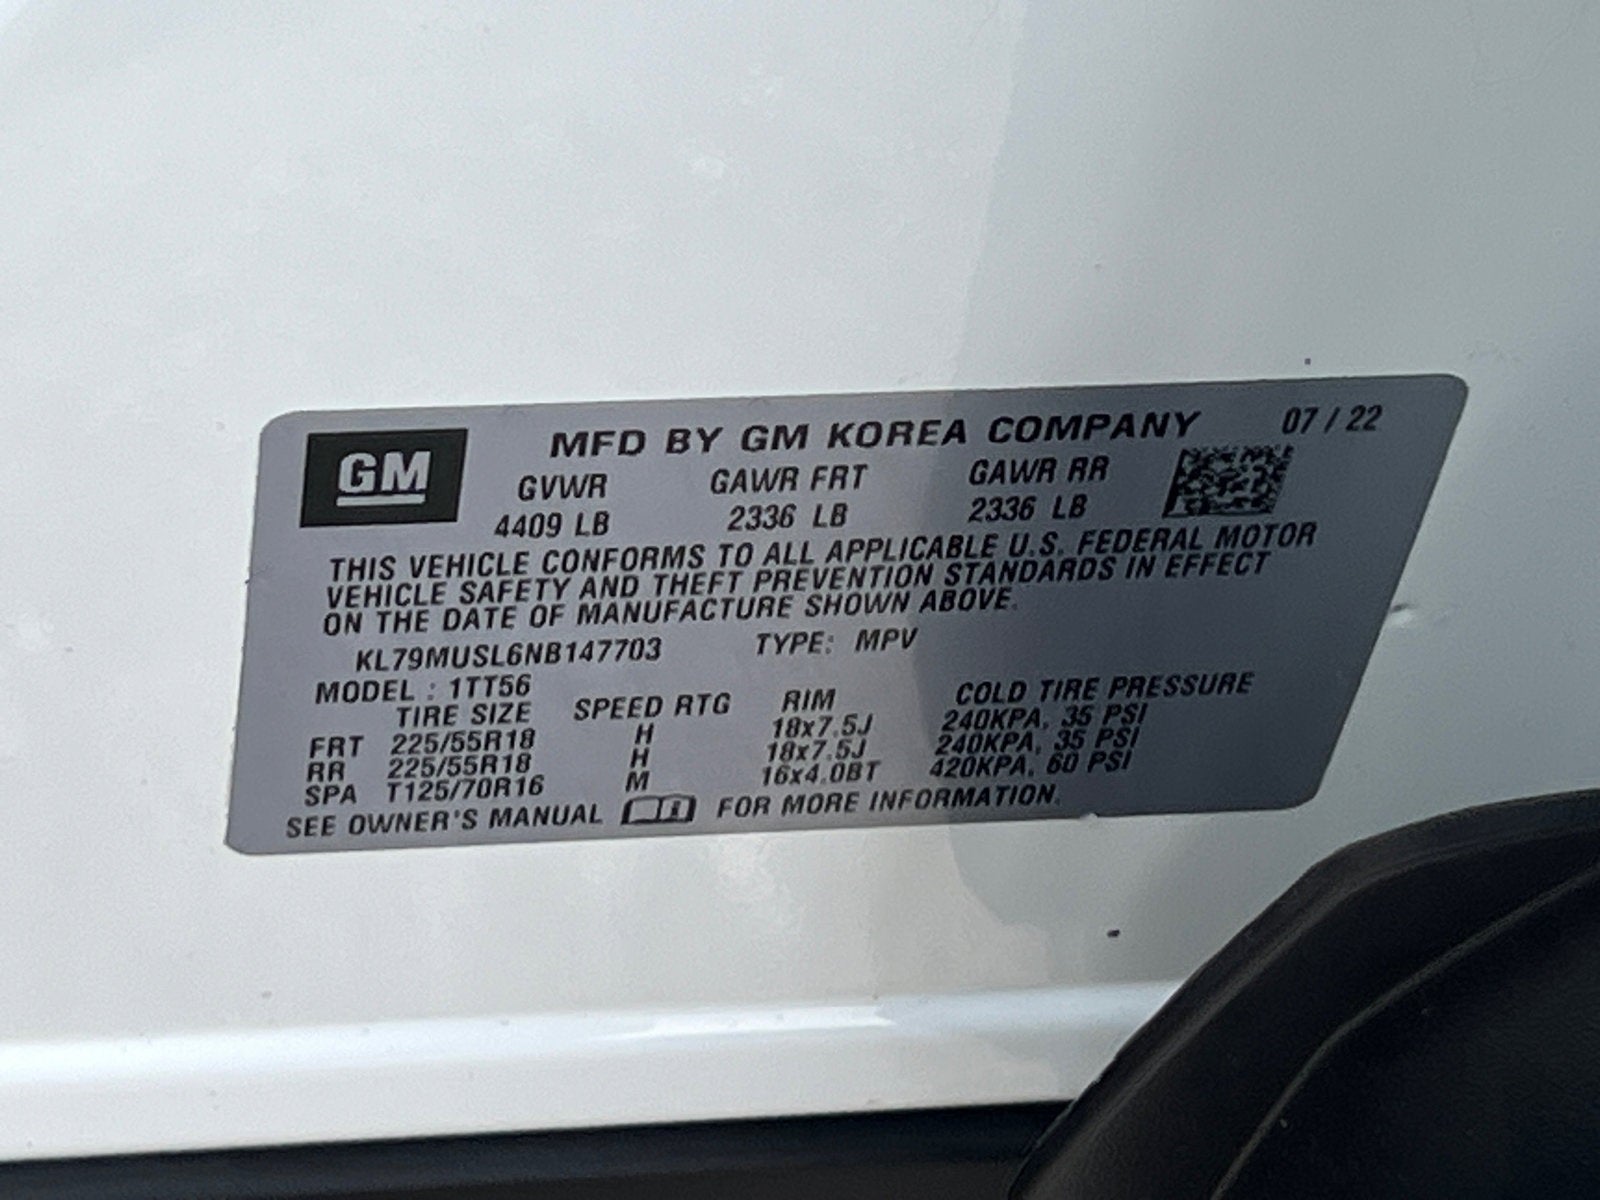 GM
MFD BY GM KOREA COMPANY 07 / 22
GVWR GAWR FRT GAWR RR
4409 LB 2336 LB 2336 LB
THIS VEHICLE CONFORMS TO ALL APPLICABLE U.S. FEDERAL MOTOR
VEHICLE SAFETY AND THEFT PREVENTION STANDARDS IN EFFECT
ON THE DATE OF MANUFACTURE SHOWN ABOVE.
KL79MUSL6NB147703 TYPE: MPV
MODEL : 1TT56
TIRE SIZE SPEED RTG RIM COLD TIRE PRESSURE
FRT 225/55R18 H 18x7.5J 240KPA, 35 PSI
RR 225/55R18 H 18x7.5J 240KPA, 35 PSI
SPA T125/70R16 M 16x4.0BT 420KPA, 60 PSI
SEE OWNER'S MANUAL FOR MORE INFORMATION.